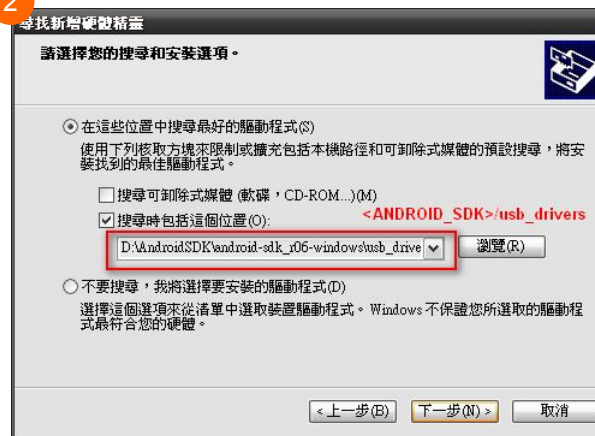 2
尋找新增硬體精靈
請選擇您的搜尋和安裝選項。
在這些位置中搜尋最好的驅動程式(S)
使用下列核取方塊來限制或擴充包括本機路徑和可卸除式媒體的預設搜尋，將安
裝找到的最佳驅動程式。
搜尋可卸除式媒體 (軟碟，CD-ROM...)(M)
搜尋時包括這個位置(O):
<ANDROID_SDK>/usb_drivers
D:\AndroidSDK\android-sdk_r06-windows\usb_drive
瀏覽(R)
不要搜尋，我將選擇要安裝的驅動程式(D)
選擇這個選項來從清單中選取裝置驅動程式。Windows 不保證您所選取的驅動程
式最符合您的硬體。
<上一步(B)
下一步(N) >
取消